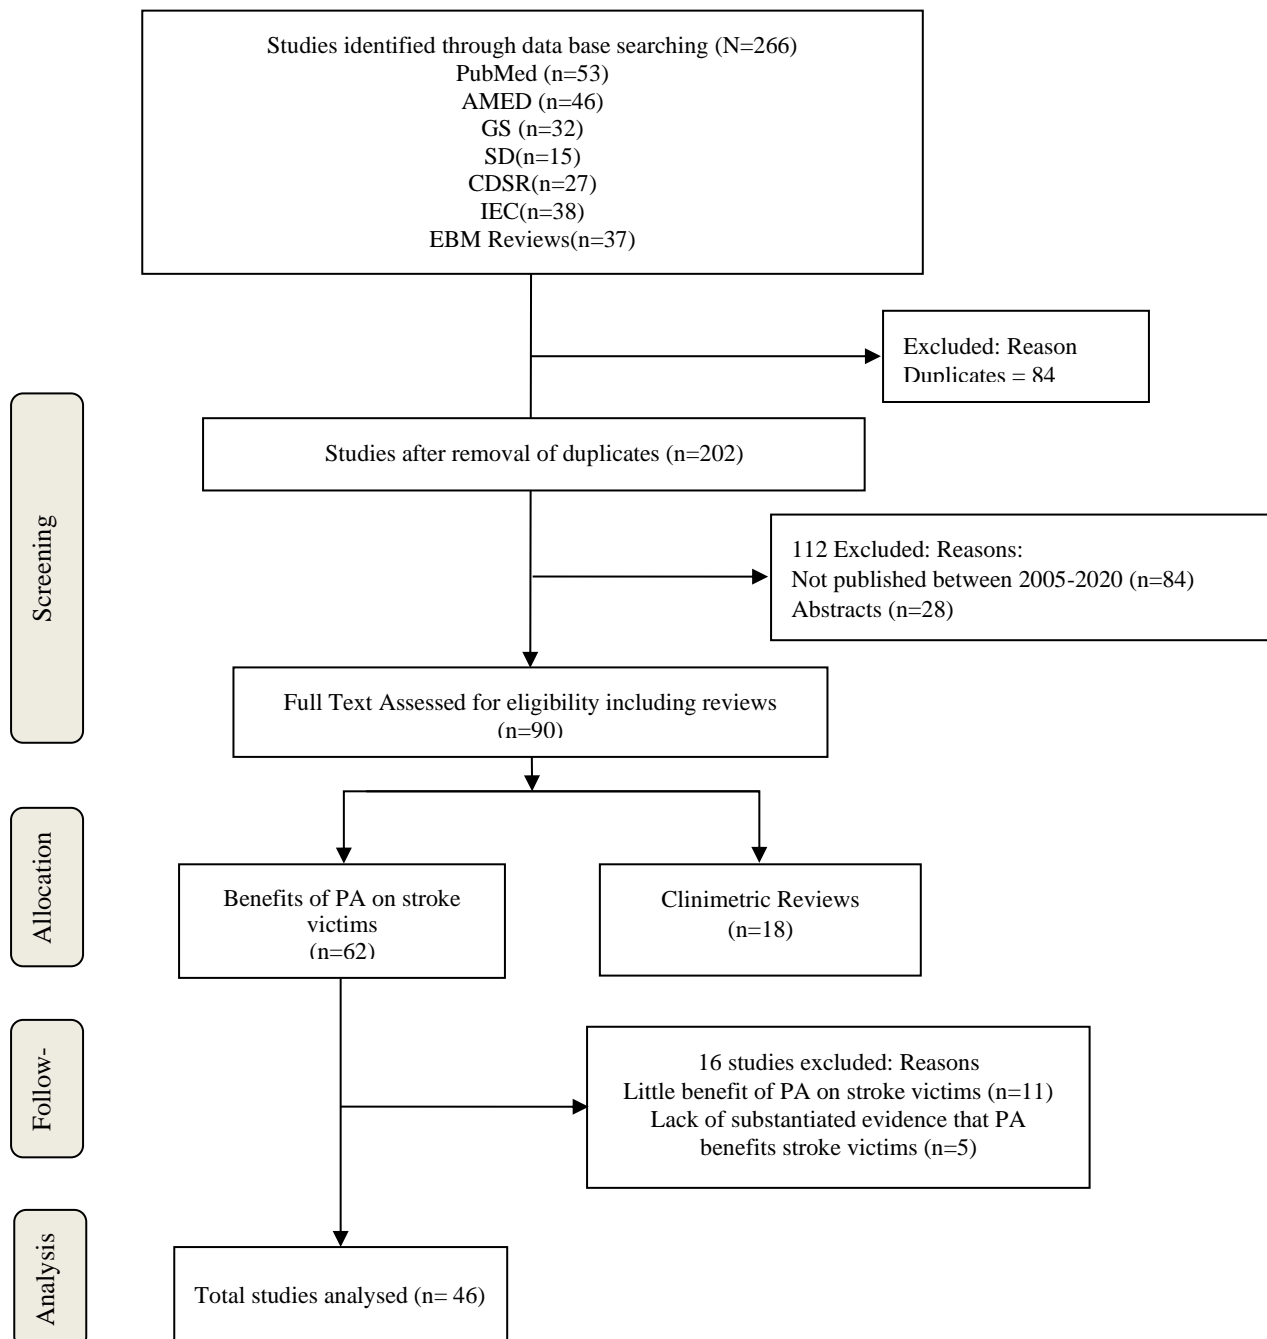 Studies identified through data base searching (N=266)
PubMed (n=53)
AMED (n=46)
GS (n=32)
SD(n=15)
CDSR(n=27)
IEC(n=38)
EBM Reviews(n=37)
Excluded: Reason
Duplicates = 84
Screening
Studies after removal of duplicates (n=202)
112 Excluded: Reasons:
Not published between 2005-2020 (n=84)
Abstracts (n=28)
Full Text Assessed for eligibility including reviews
(n=90)
Allocation
Benefits of PA on stroke
victims
(n=62)
Clinimetric Reviews
(n=18)
Follow-
16 studies excluded: Reasons
Little benefit of PA on stroke victims (n=11)
Lack of substantiated evidence that PA
benefits stroke victims (n=5)
Analysis
Total studies analysed (n= 46)